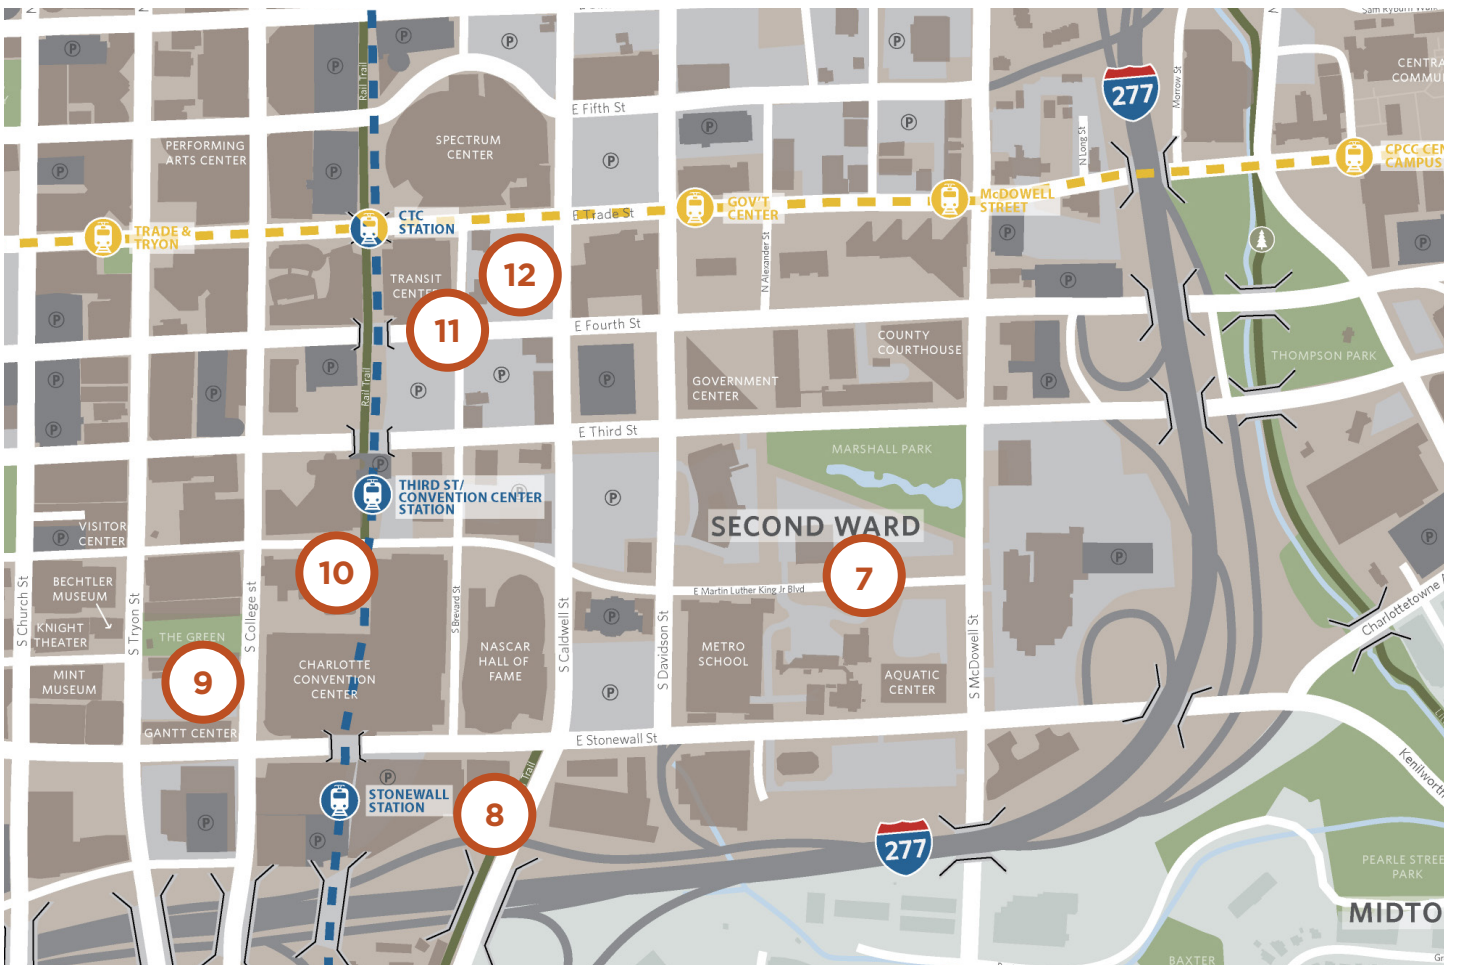 Sam Ryburn Walk
P
P
P
P
P
E Fifth St
Rail Trail
277
Morrow St
CENTRA
COMMU
PERFORMING
ARTS CENTER
SPECTRUM
CENTER
P
P
N Long St
CPCC CEN
CAMPUS
P
P
P
TRADE &
TRYON
CTC
STATION
E Trade St
GOV'T
CENTER
McDOWELL
STREET
P
P
TRANSIT
CENTER
12
N Alexander St
P
P
11
E Fourth St
COUNTY
COURTHOUSE
THOMPSON PARK
P
P
P
Rail Trail
P
P
P
GOVERNMENT
CENTER
P
P
E Third St
MARSHALL PARK
P
THIRD ST/
CONVENTION CENTER
STATION
P
P
SECOND WARD
VISITOR
CENTER
P
P
P
10
7
BECHTLER
MUSEUM
E Martin Luther King Jr Blvd
S Church St
S Tryon St
S College st
S Brevard St
S Caldwell St
S Davidson St
S McDowell St
Charlottetowne A
KNIGHT
THEATER
THE GREEN
P
NASCAR
HALL OF
FAME
METRO
SCHOOL
MINT
MUSEUM
9
CHARLOTTE
CONVENTION
CENTER
P
AQUATIC
CENTER
GANTT CENTER
E Stonewall St
Kenilworth
P
Trail
STONEWALL
STATION
8
P
P
277
PEARLE STREE
PARK
MIDTO
BAXTER
Gr